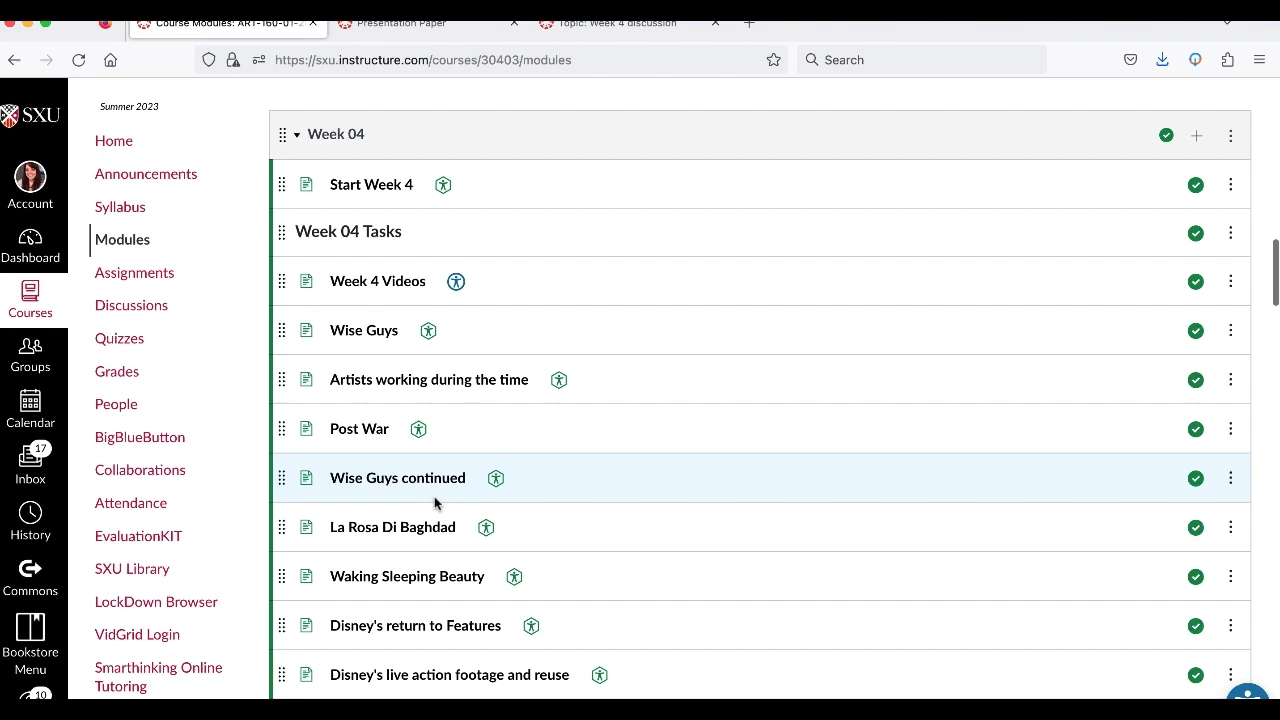 Course Modules: ART-160-01-2
Presentation Paper
Topic: Week 4 discussion
https://sxu.instructure.com/courses/30403/modules
Search
SXU
Account
Dashboard
Courses
Groups
Calendar
17
Inbox
History
Commons
Bookstore
Menu
10
Summer 2023
Home
Announcements
Syllabus
Modules
Assignments
Discussions
Quizzes
Grades
People
BigBlueButton
Collaborations
Attendance
EvaluationKIT
SXU Library
LockDown Browser
VidGrid Login
Smarthinking Online
Tutoring
Week 04
Start Week 4
Week 04 Tasks
Week 4 Videos
Wise Guys
Artists working during the time
Post War
Wise Guys continued
La Rosa Di Baghdad
Waking Sleeping Beauty
Disney's return to Features
Disney's live action footage and reuse